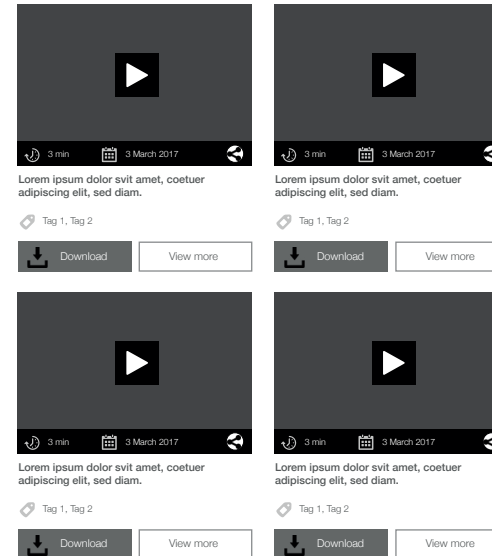 3 min 3 March 2017
Lorem ipsum dolor svit amet, coetuer
adipiscing elit, sed diam.
Tag 1, Tag 2
Download View more
3 min 3 March 2017
Lorem ipsum dolor svit amet, coetuer
adipiscing elit, sed diam.
Tag 1, Tag 2
Download View more
3 min 3 March 2017
Lorem ipsum dolor svit amet, coetuer
adipiscing elit, sed diam.
Tag 1, Tag 2
Download View more
3 min 3 March 2017
Lorem ipsum dolor svit amet, coetuer
adipiscing elit, sed diam.
Tag 1, Tag 2
Download View more